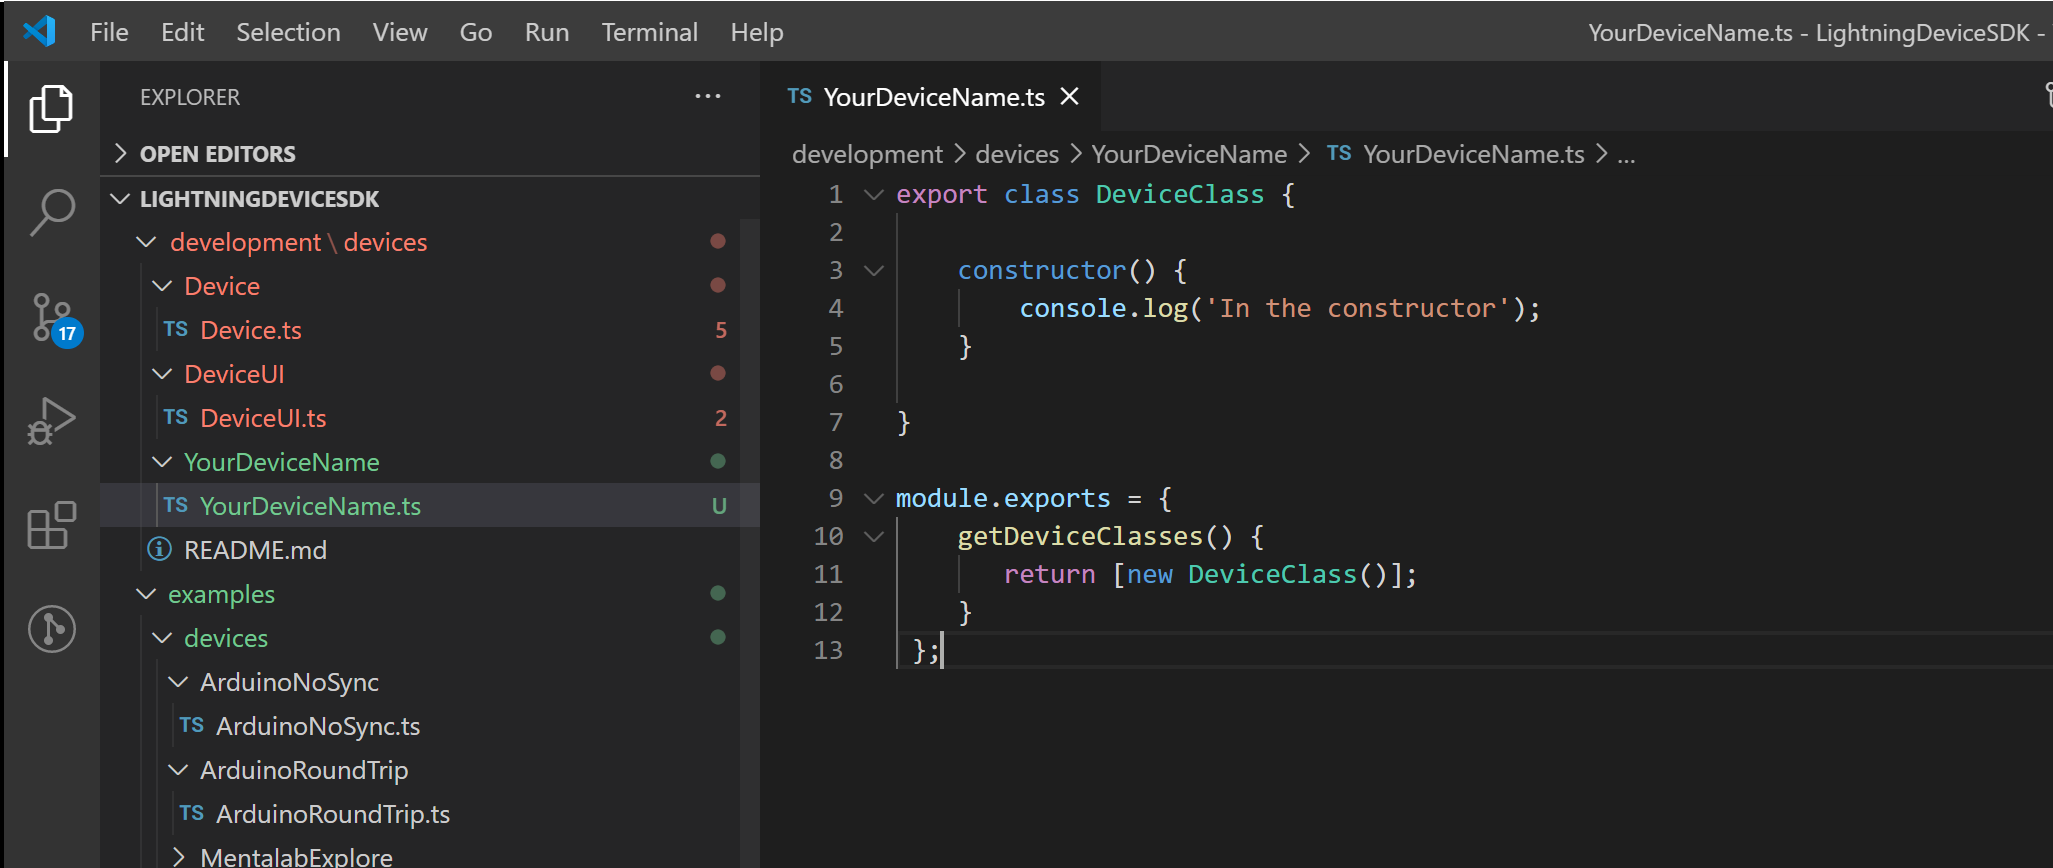 File Edit Selection View Go Run Terminal Help YourDeviceName.ts - LightningDeviceSDK -
EXPLORER ...
OPEN EDITORS
LIGHTNINGDEVICESDK
development \ devices
Device
TS Device.ts 5
DeviceUI
TS DeviceUI.ts 2
YourDeviceName
TS YourDeviceName.ts U
README.md
examples
devices
ArduinoNoSync
TS ArduinoNoSync.ts
ArduinoRoundTrip
TS ArduinoRoundTrip.ts
MentalabExplore
17
TS YourDeviceName.ts
development > devices > YourDeviceName > TS YourDeviceName.ts > ...
1 export class DeviceClass {
2
3 constructor() {
4 console.log('In the constructor');
5 }
6
7 }
8
9 module.exports = {
10 getDeviceClasses() {
11 return [new DeviceClass()];
12 }
13 };